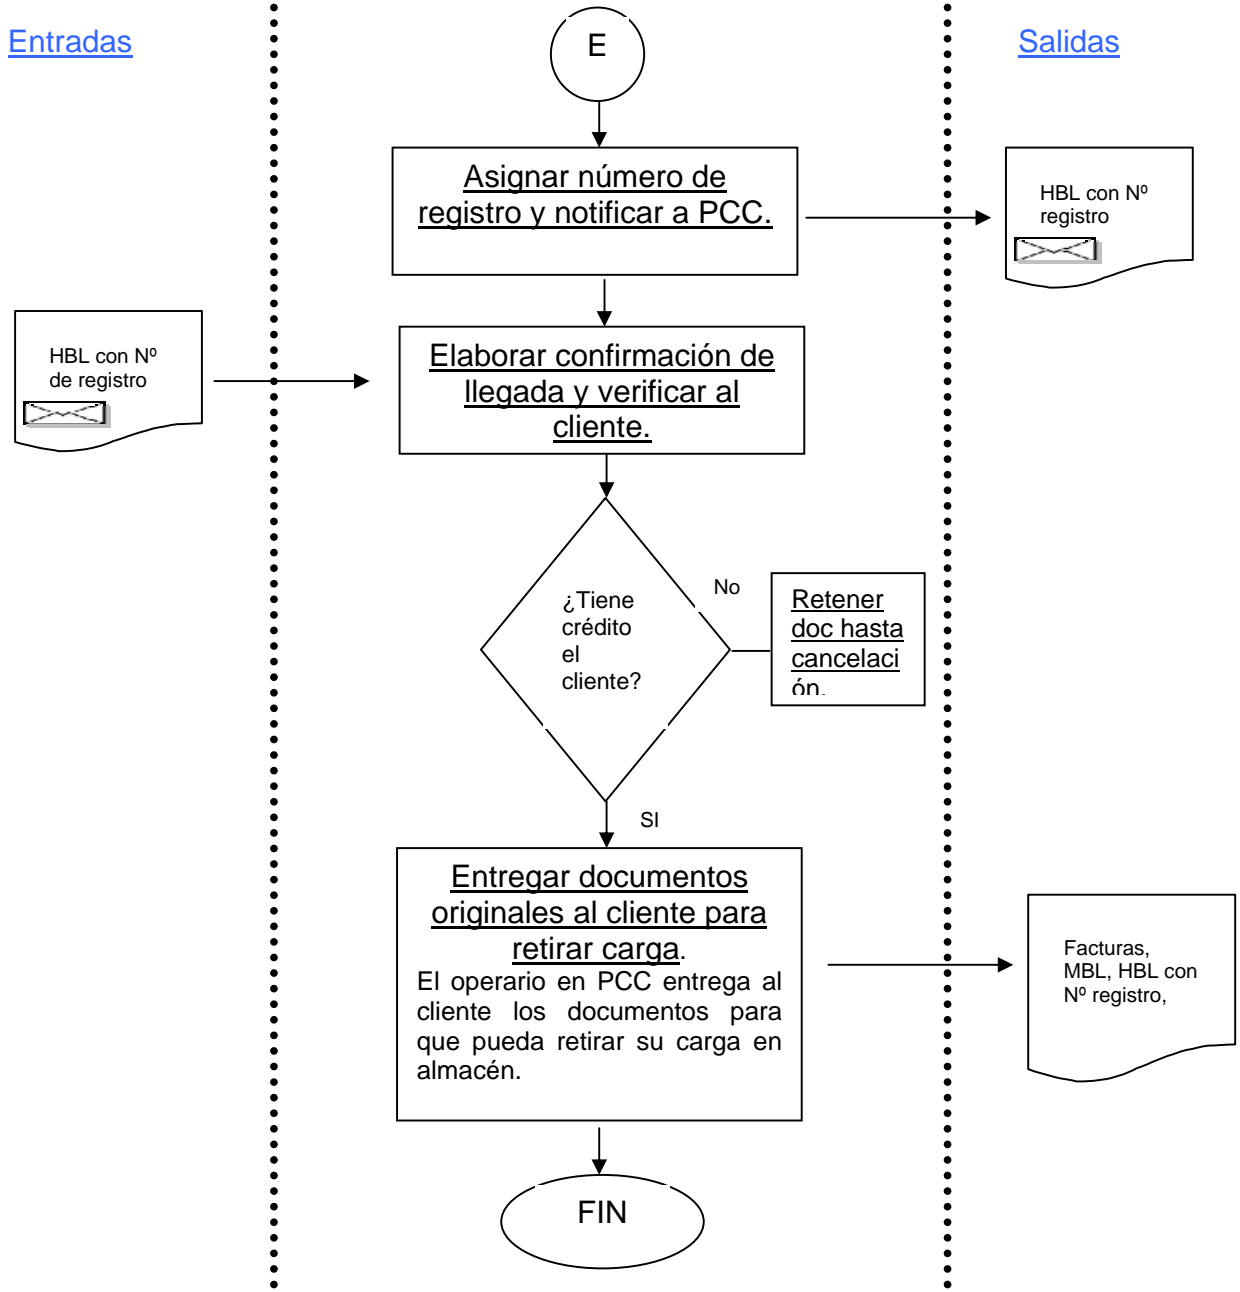 Entradas
E
Salidas
Asignar número de
registro y notificar a PCC.
HBL con Nº
registro
HBL con Nº
de registro
Elaborar confirmación de
llegada y verificar al
cliente.
¿Tiene
crédito
el
cliente?
No
Retener
doc hasta
cancelaci
ón.
SI
Entregar documentos
originales al cliente para
retirar carga.
El operario en PCC entrega al
cliente los documentos para
que pueda retirar su carga en
almacén.
Facturas,
MBL, HBL con
Nº registro,
FIN